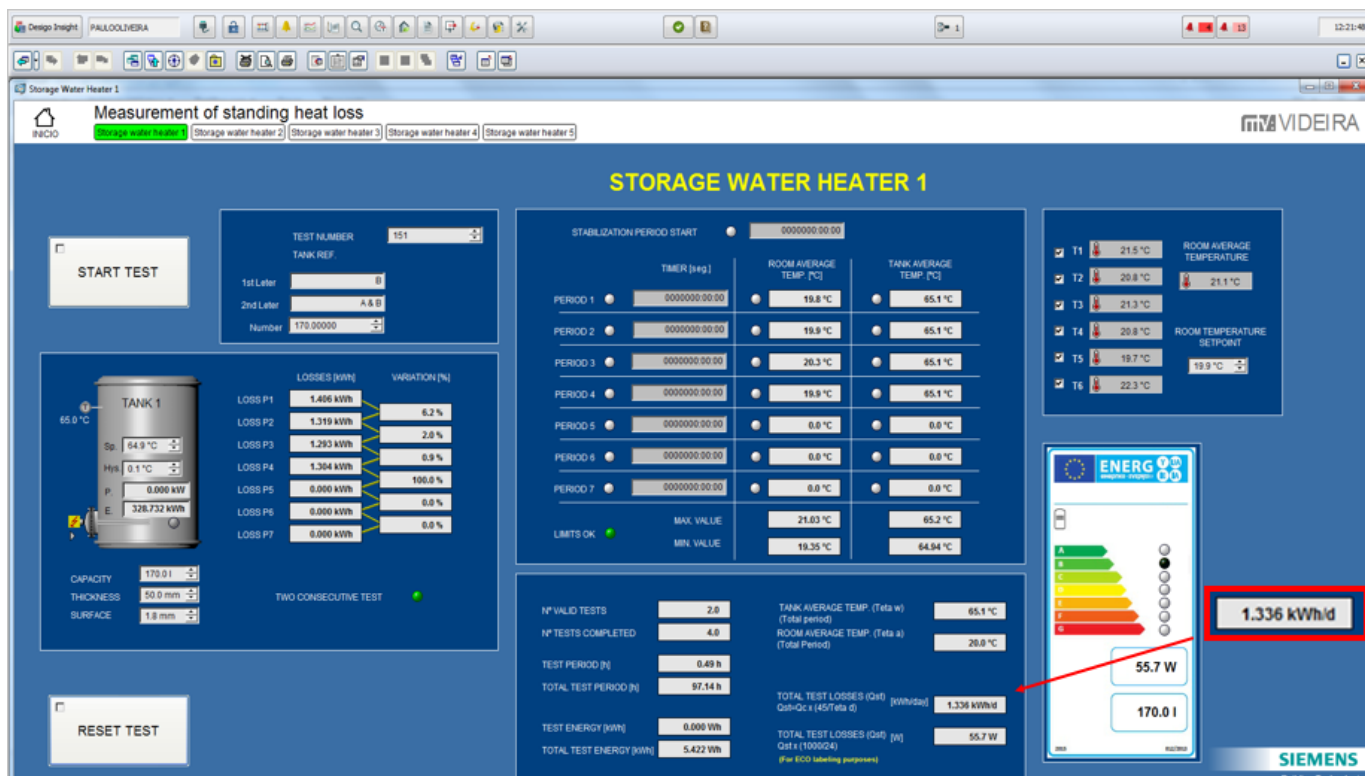 Desigo Insight PAULOOLIVEIRA 1 4 13 12:21:48
Storage Water Heater 1
INICIO
Measurement of standing heat loss
Storage water heater 1 Storage water heater 2 Storage water heater 3 Storage water heater 4 Storage water heater 5
VIDEIRA
STORAGE WATER HEATER 1
START TEST
TEST NUMBER 151
TANK REF.
1st Leter B
2nd Leter A & B
Number 170.00000
LOSSES [kWh] VARIATION [%]
LOSS P1 1.406 kWh
6.2 %
LOSS P2 1.319 kWh
2.0 %
LOSS P3 1.293 kWh
0.9 %
LOSS P4 1.304 kWh
100.0 %
LOSS P5 0.000 kWh
0.0 %
LOSS P6 0.000 kWh
0.0 %
LOSS P7 0.000 kWh
TANK 1
T
65.0 °C
Sp. 64.9 °C
Hys 0.1 °C
P. 0.000 kW
E. 328.732 kWh
CAPACITY 170.0 l
THICKNESS 50.0 mm
SURFACE 1.8 mm
TWO CONSECUTIVE TEST
RESET TEST
STABILIZATION PERIOD START 0000000:00:00
TIMER [seg.] ROOM AVERAGE TEMP. [°C] TANK AVERAGE TEMP. [°C]
PERIOD 1 0000000:00:00 19.8 °C 65.1 °C
PERIOD 2 0000000:00:00 19.9 °C 65.1 °C
PERIOD 3 0000000:00:00 20.3 °C 65.1 °C
PERIOD 4 0000000:00:00 19.9 °C 65.1 °C
PERIOD 5 0000000:00:00 0.0 °C 0.0 °C
PERIOD 6 0000000:00:00 0.0 °C 0.0 °C
PERIOD 7 0000000:00:00 0.0 °C 0.0 °C
LIMITS OK
MAX. VALUE 21.03 °C 65.2 °C
MIN. VALUE 19.35 °C 64.94 °C
Nº VALID TESTS 2.0
Nº TESTS COMPLETED 4.0
TEST PERIOD [h] 0.49 h
TOTAL TEST PERIOD [h] 97.14 h
TEST ENERGY [kWh] 0.000 Wh
TOTAL TEST ENERGY [kWh] 5.422 Wh
TANK AVERAGE TEMP. (Teta w)
(Total period) 65.1 °C
ROOM AVERAGE TEMP. (Teta a)
(Total Period) 20.0 °C
TOTAL TEST LOSSES (Qst) [kWh/day]
Qst=Qc x (45/Teta d) 1.336 kWh/d
TOTAL TEST LOSSES (Qst) [W]
Qst x (1000/24) 55.7 W
(For ECO labeling purposes)
T1 21.5 °C
T2 20.8 °C
T3 21.3 °C
T4 20.8 °C
T5 19.7 °C
T6 22.3 °C
ROOM AVERAGE
TEMPERATURE
21.1 °C
ROOM TEMPERATURE
SETPOINT
19.9 °C
ENERG
A
B
C
D
E
F
G
55.7 W
170.0 l
1.336 kWh/d
SIEMENS